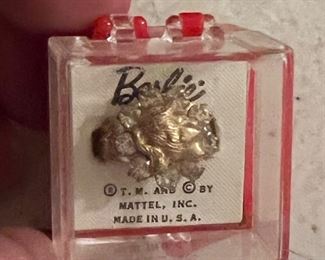 Barbie
Ⓡ T. M. AND © BY
MATTEL, INC.
MADE IN U. S. A.